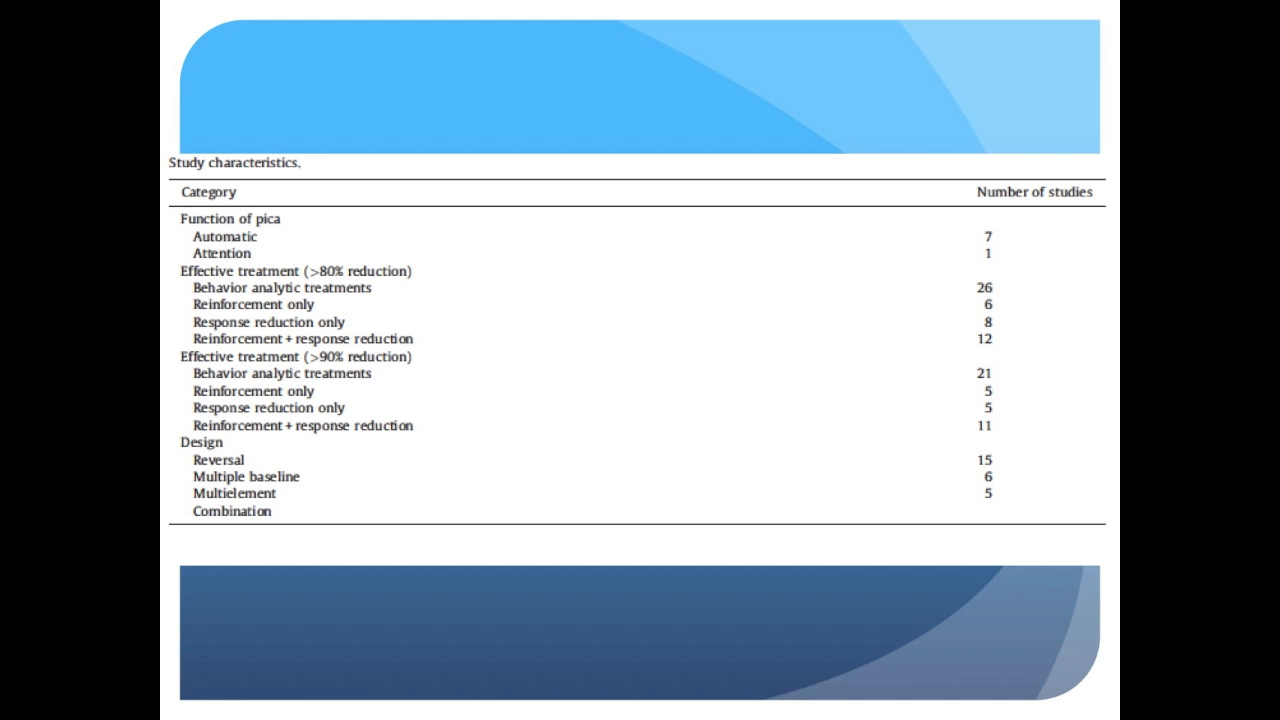 Study characteristics.
Category Number of studies
Function of pica
Automatic 7
Attention 1
Effective treatment (>80% reduction)
Behavior analytic treatments 26
Reinforcement only 6
Response reduction only 8
Reinforcement + response reduction 12
Effective treatment (>90% reduction)
Behavior analytic treatments 21
Reinforcement only 5
Response reduction only 5
Reinforcement + response reduction 11
Design
Reversal 15
Multiple baseline 6
Multielement 5
Combination